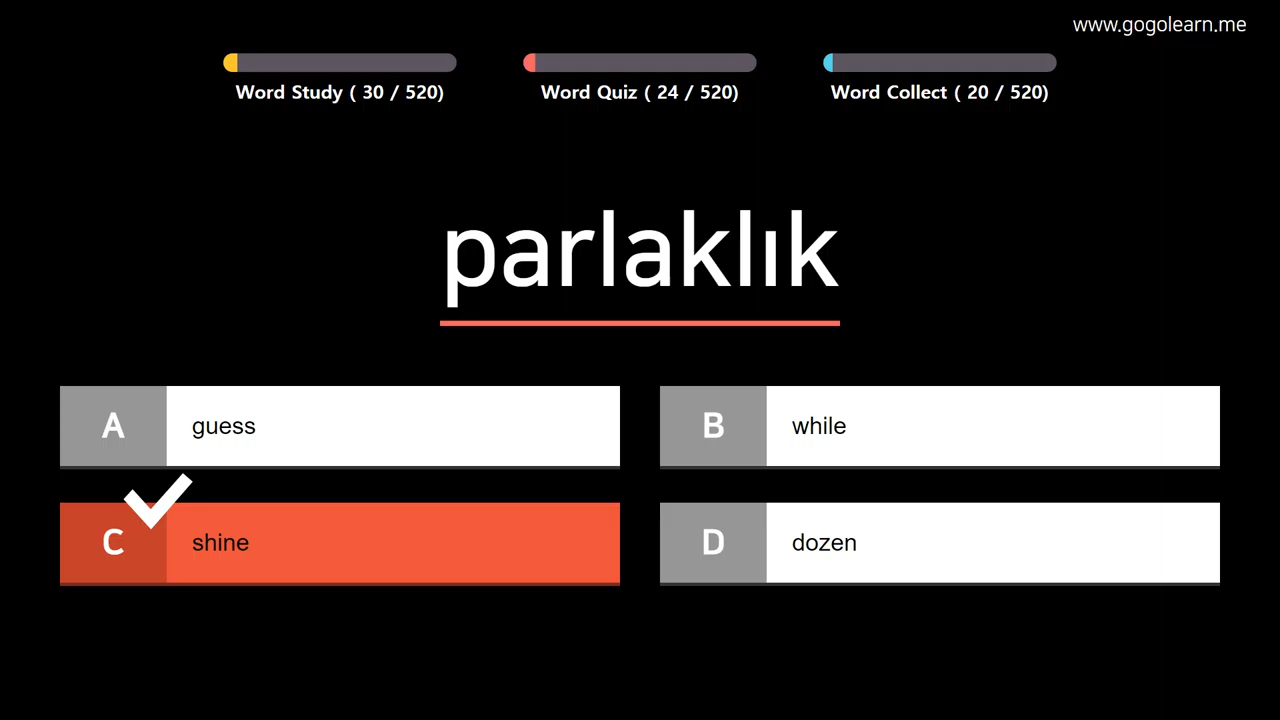 www.gogolearn.me
Word Study ( 30 / 520)
Word Quiz ( 24 / 520)
Word Collect ( 20 / 520)
parlaklık
A guess
B while
C shine
D dozen